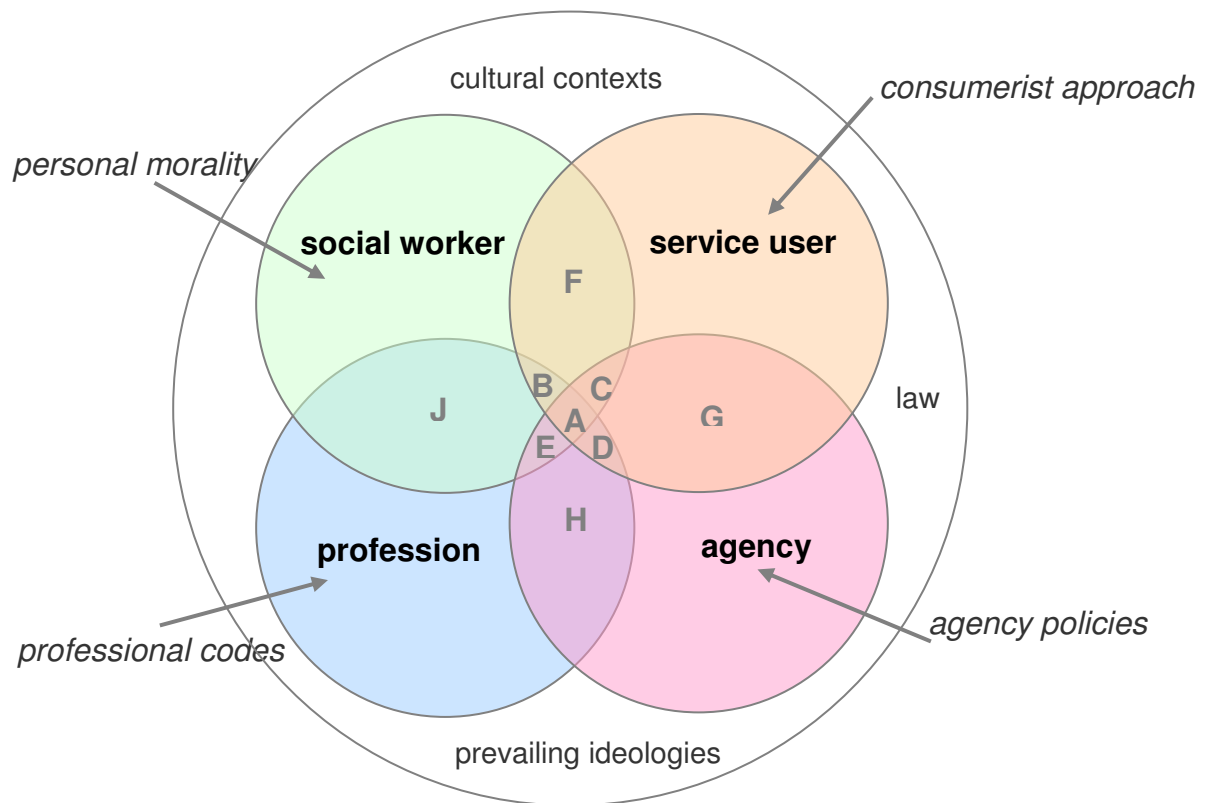 cultural contexts
consumerist approach
personal morality
social worker
service user
F
B
C
J
A
G
law
E
D
H
profession
agency
agency policies
professional codes
prevailing ideologies